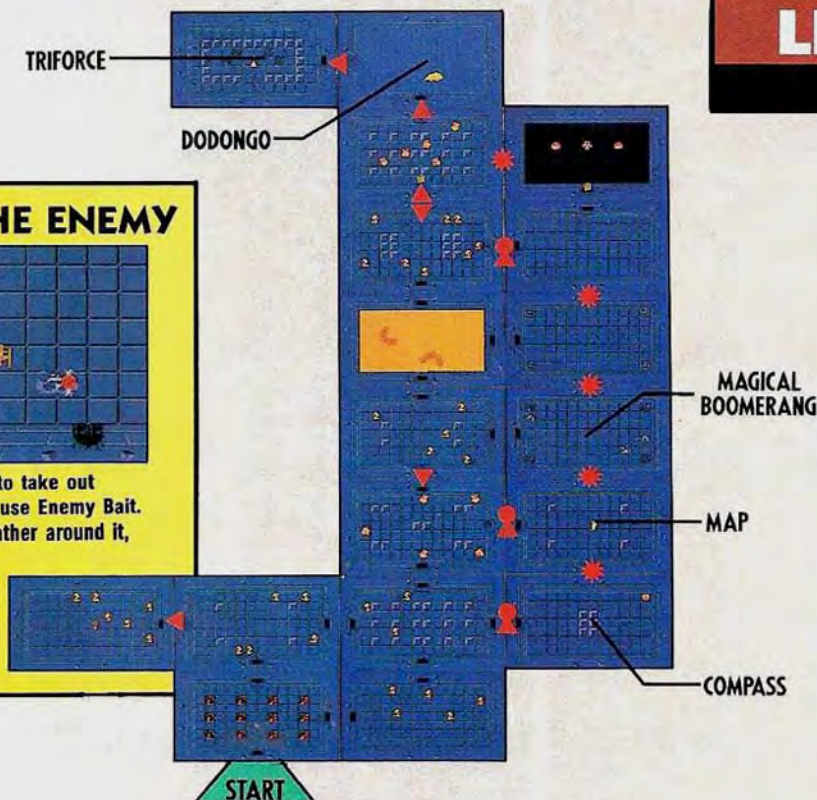 TRIFORCE
DODONGO
HE ENEMY
to take out
use Enemy Bait.
ather around it,
MAGICAL
BOOMERANG
MAP
COMPASS
START